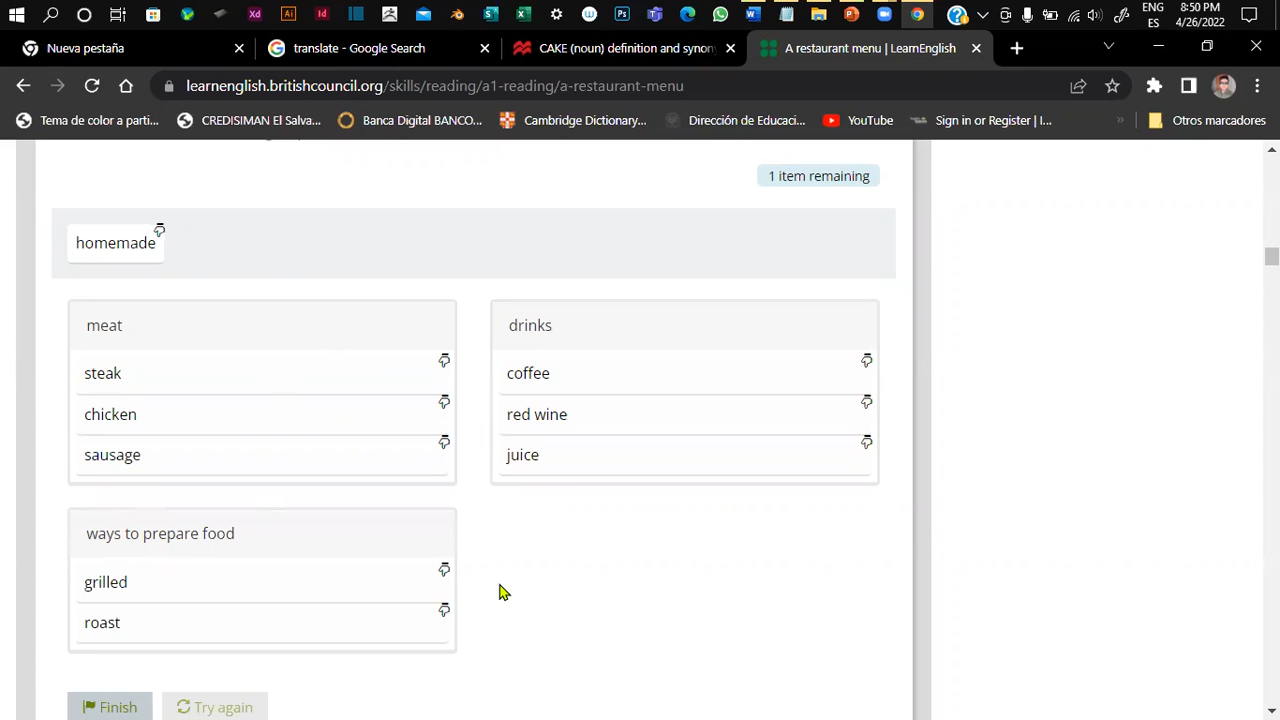 ENG
8:50 PM
ES
4/26/2022
Nueva pestaña
translate - Google Search
CAKE (noun) definition and synony
A restaurant menu | LearnEnglish
learnenglish.britishcouncil.org/skills/reading/a1-reading/a-restaurant-menu
Tema de color a parti...
CREDISIMAN El Salva...
Banca Digital BANCO...
Cambridge Dictionary...
Dirección de Educaci...
YouTube
Sign in or Register | I...
Otros marcadores
1 item remaining
homemade
meat
steak
chicken
sausage
drinks
coffee
red wine
juice
ways to prepare food
grilled
roast
Finish
Try again